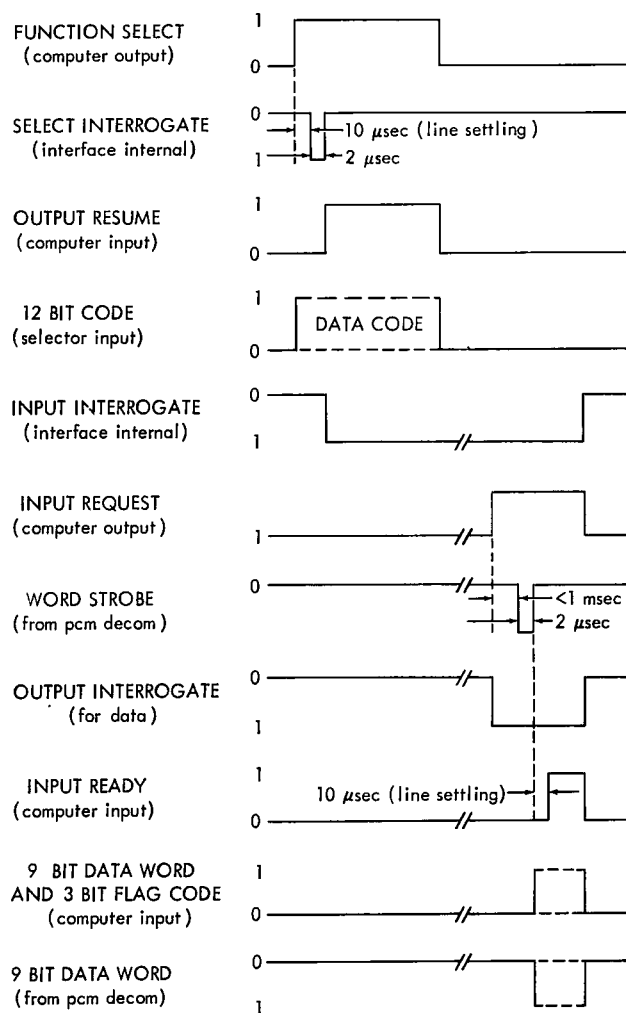 FUNCTION SELECT
(computer output)
1
0
SELECT INTERROGATE
(interface internal)
0
10 μsec (line settling)
1
2 μsec
OUTPUT RESUME
(computer input)
1
0
12 BIT CODE
(selector input)
1
DATA CODE
0
INPUT INTERROGATE
(interface internal)
0
1
INPUT REQUEST
(computer output)
1
WORD STROBE
(from pcm decom)
0
<1 msec
2 μsec
OUTPUT INTERROGATE
(for data)
0
1
INPUT READY
(computer input)
1
10 μsec (line settling)
0
9 BIT DATA WORD
AND 3 BIT FLAG CODE
(computer input)
1
0
9 BIT DATA WORD
(from pcm decom)
0
1